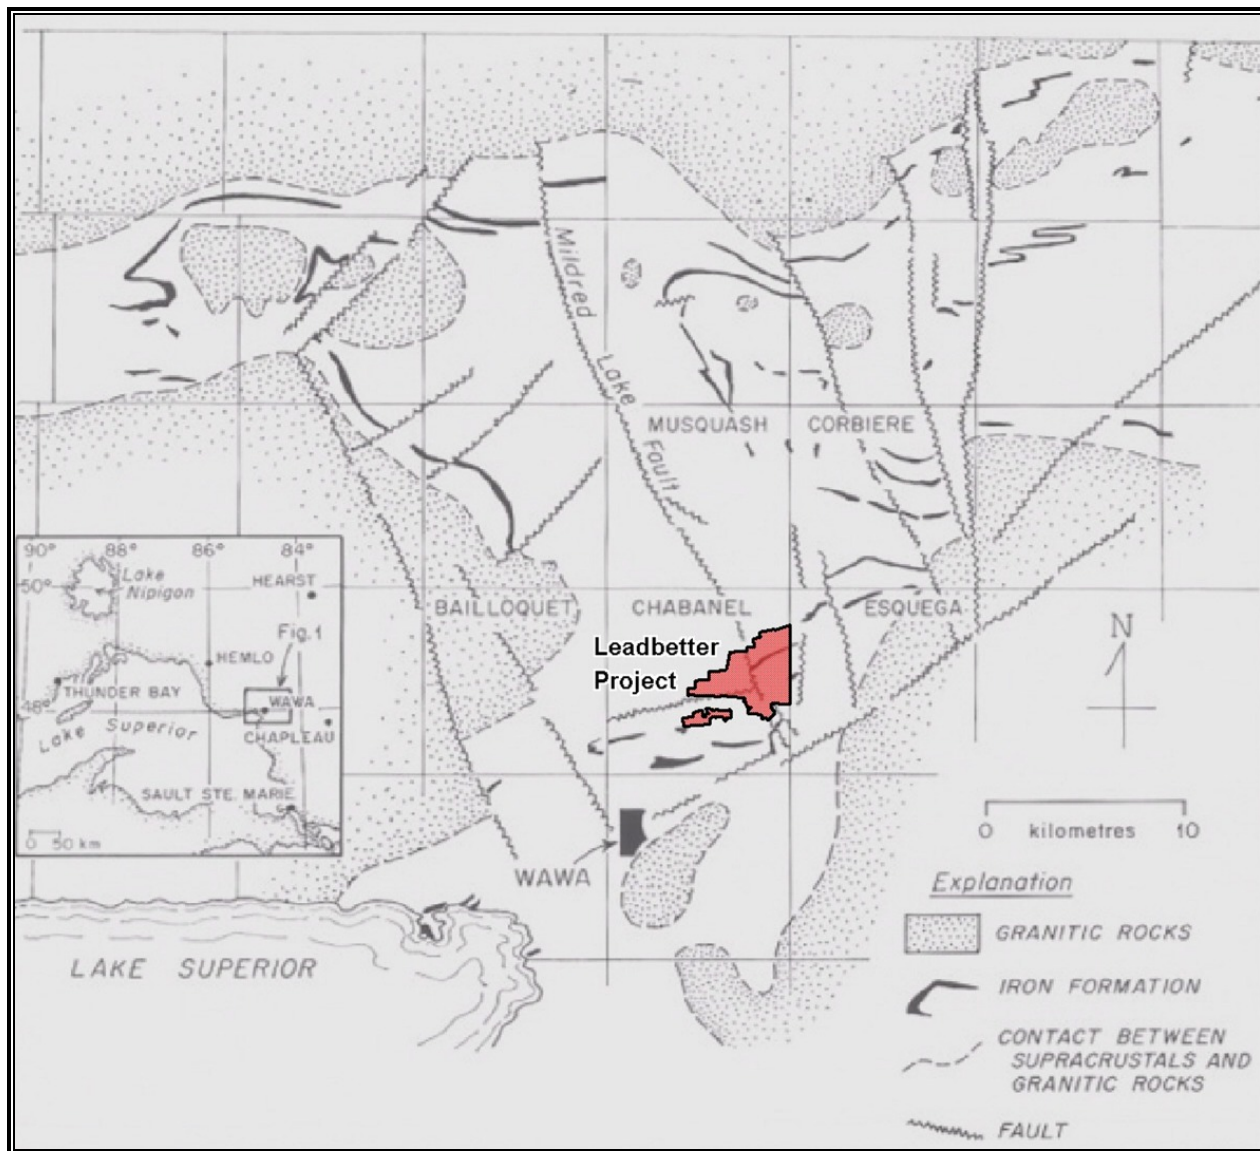 Mildred
Lake
Fault
MUSQUASH
CORBIERE
BAILLOQUET
CHABANEL
ESQUEGA
Leadbetter
Project
90°
88°
86°
84°
Lake
Nipigon
50°
HEARST
Fig.1
HEMLO
THUNDER BAY
WAWA
48°
Lake Superior
CHAPLEAU
SAULT STE. MARIE
0 50 km
N
0 kilometres 10
WAWA
LAKE SUPERIOR
Explanation
GRANITIC ROCKS
IRON FORMATION
CONTACT BETWEEN
SUPRACRUSTALS AND
GRANITIC ROCKS
FAULT